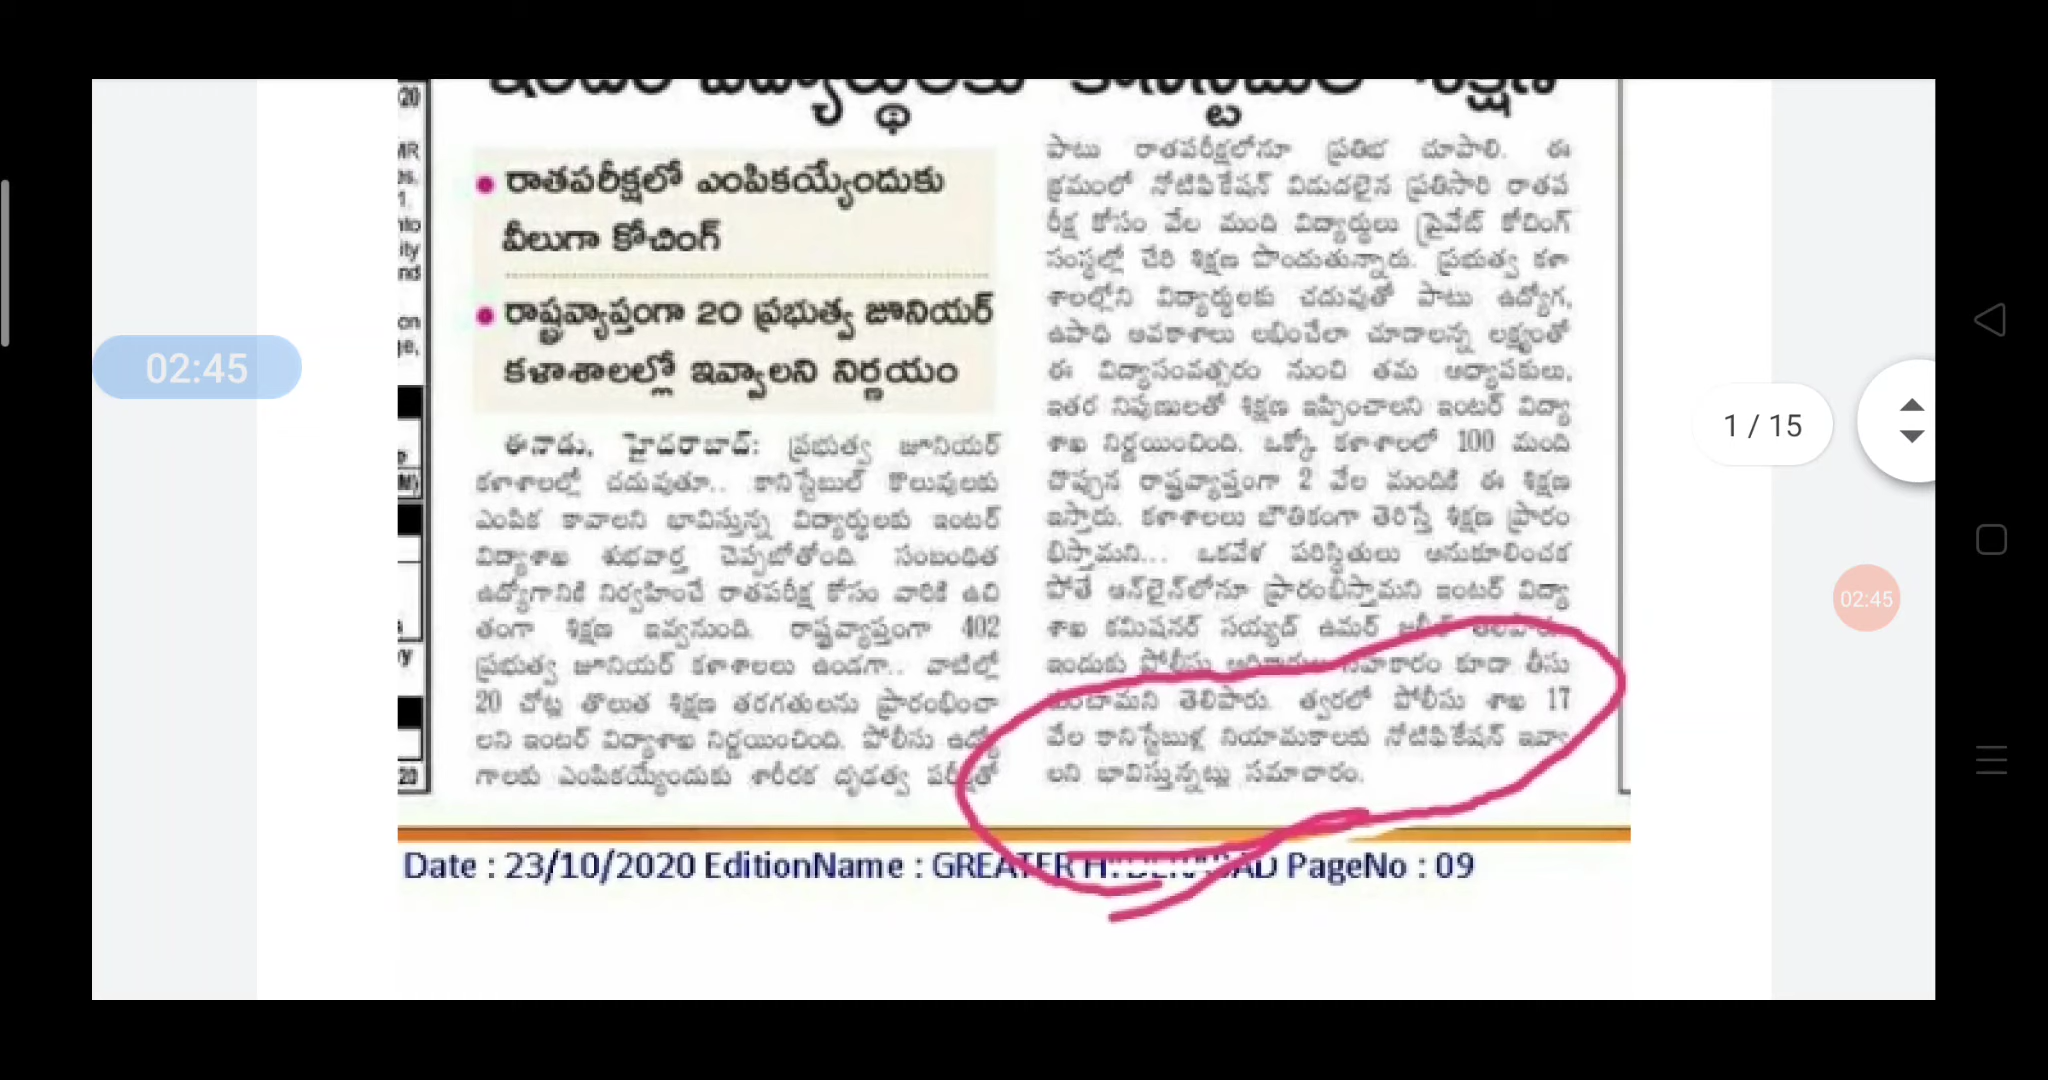 ఇంటర్ విద్యార్థులకు కానిస్టేబుల్ శిక్షణ
• రాతపరీక్షలో ఎంపికయ్యేందుకు
వీలుగా కోచింగ్
• రాష్ట్రవ్యాప్తంగా 20 ప్రభుత్వ జూనియర్
కళాశాలల్లో ఇవ్వాలని నిర్ణయం
ఈనాడు, హైదరాబాద్: ప్రభుత్వ జూనియర్
కళాశాలల్లో చదువుతూ.. కానిస్టేబుల్ కొలువులకు
ఎంపిక కావాలని భావిస్తున్న విద్యార్థులకు ఇంటర్
విద్యాశాఖ శుభవార్త చెప్పబోతోంది. సంబంధిత
ఉద్యోగానికి నిర్వహించే రాతపరీక్ష కోసం వారికి ఉచి
తంగా శిక్షణ ఇవ్వనుంది. రాష్ట్రవ్యాప్తంగా 402
ప్రభుత్వ జూనియర్ కళాశాలలు ఉండగా.. వాటిల్లో
20 చోట్ల తొలుత శిక్షణ తరగతులను ప్రారంభించా
లని ఇంటర్ విద్యాశాఖ నిర్ణయించింది. పోలీసు ఉద్యో
గాలకు ఎంపికయ్యేందుకు శారీరక దృఢత్వ పరీక్షతో
పాటు రాతపరీక్షలోనూ ప్రతిభ చూపాలి. ఈ
క్రమంలో నోటిఫికేషన్ విడుదలైన ప్రతిసారి రాతప
రీక్ష కోసం వేల మంది విద్యార్థులు ప్రైవేట్ కోచింగ్
సంస్థల్లో చేరి శిక్షణ పొందుతున్నారు. ప్రభుత్వ కళా
శాలల్లోని విద్యార్థులకు చదువుతో పాటు ఉద్యోగ,
ఉపాధి అవకాశాలు లభించేలా చూడాలన్న లక్ష్యంతో
ఈ విద్యాసంవత్సరం నుంచి తమ అధ్యాపకులు,
ఇతర నిపుణులతో శిక్షణ ఇప్పించాలని ఇంటర్ విద్యా
శాఖ నిర్ణయించింది. ఒక్కో కళాశాలలో 100 మంది
చొప్పున రాష్ట్రవ్యాప్తంగా 2 వేల మందికి ఈ శిక్షణ
ఇస్తారు. కళాశాలలు భౌతికంగా తెరిస్తే శిక్షణ ప్రారం
భిస్తామని... ఒకవేళ పరిస్థితులు అనుకూలించక
పోతే ఆన్‌లైన్‌లోనూ ప్రారంభిస్తామని ఇంటర్ విద్యా
శాఖ కమిషనర్ సయ్యద్ ఉమర్ జలీల్ తెలిపారు.
ఇందుకు పోలీసు అధికారుల సహకారం కూడా తీసు
కుంటామని తెలిపారు. త్వరలో పోలీసు శాఖ 17
వేల కానిస్టేబుళ్ల నియామకాలకు నోటిఫికేషన్ ఇవ్వా
లని భావిస్తున్నట్లు సమాచారం.
Date : 23/10/2020 EditionName : GREATER HYDERABAD PageNo : 09
02:45
1 / 15
02:45